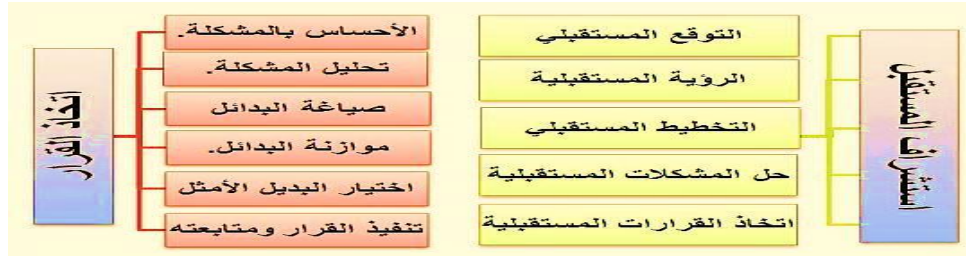 استشراف المستقبل
التوقع المستقبلي
الرؤية المستقبلية
التخطيط المستقبلي
حل المشكلات المستقبلية
اتخاذ القرارات المستقبلية
الأحساس بالمشكلة.
تحليل المشكلة.
صياغة البدائل
موازنة البدائل.
اختيار البديل الأمثل
تنفيذ القرار ومتابعته
اتخاذ القرار